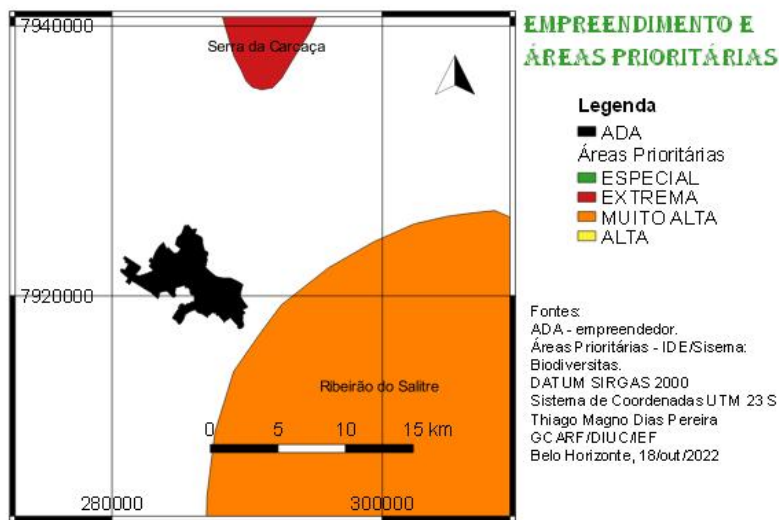 EMPREENDIMENTO E
ÁREAS PRIORITÁRIAS
7940000
Serra da Carcaça
7920000
Ribeirão do Salitre
0 5 10 15 km
280000 300000
Legenda
ADA
Áreas Prioritárias
ESPECIAL
EXTREMA
MUITO ALTA
ALTA
Fontes:
ADA - empreendedor.
Áreas Prioritárias - IDE/Sisema:
Biodiversitas.
DATUM SIRGAS 2000
Sistema de Coordenadas UTM 23 S
Thiago Magno Dias Pereira
GCARF/DIUC/IEF
Belo Horizonte, 18/out/2022